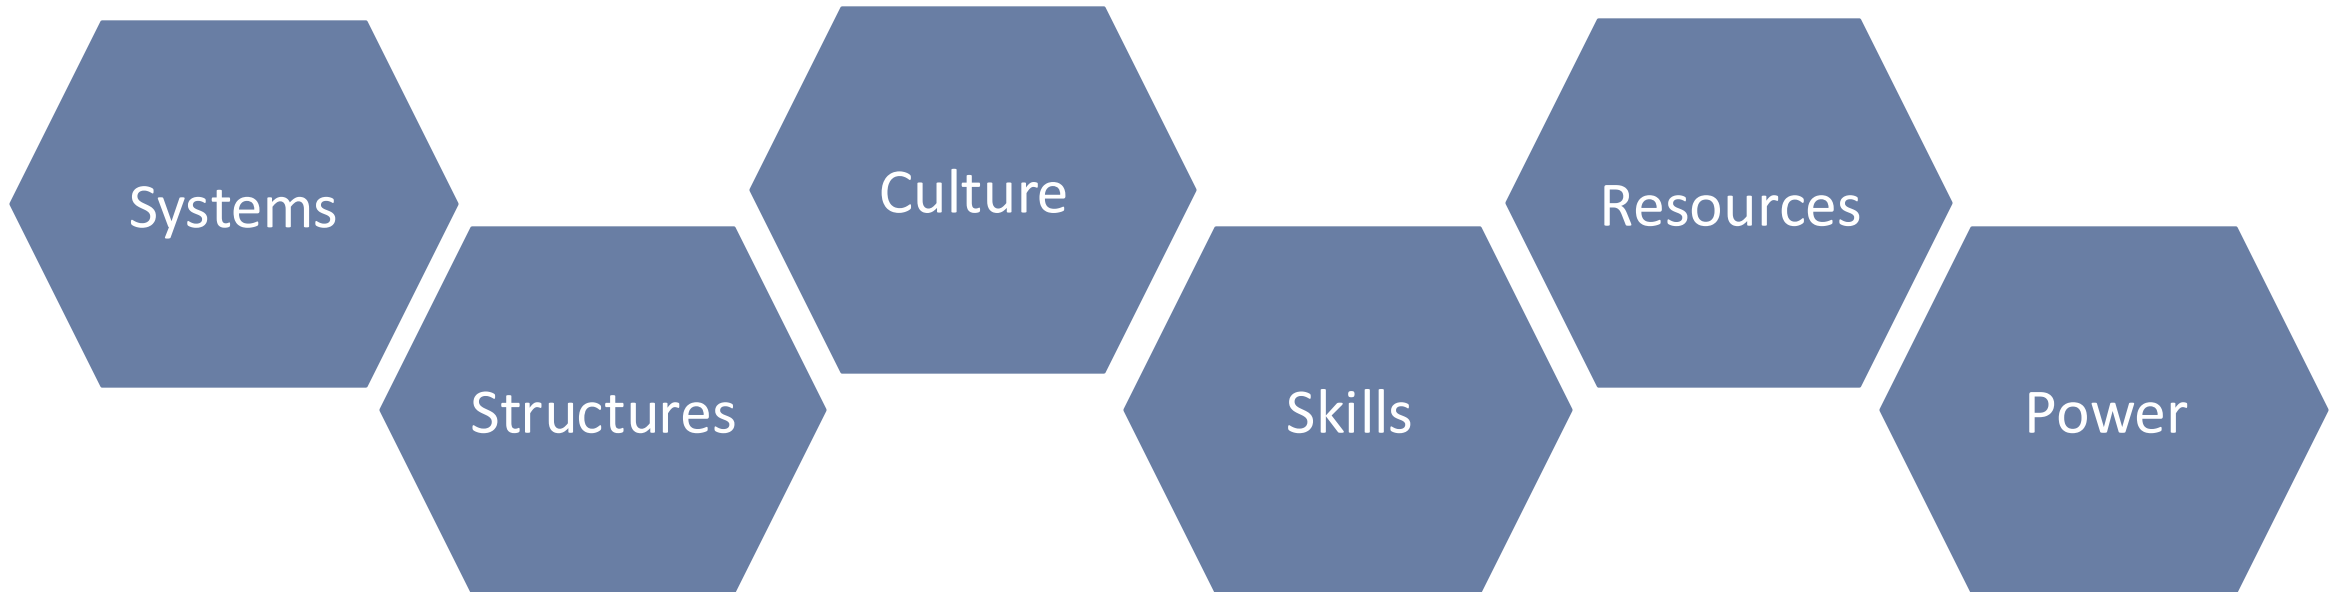 Systems
Structures
Culture
Skills
Resources
Power